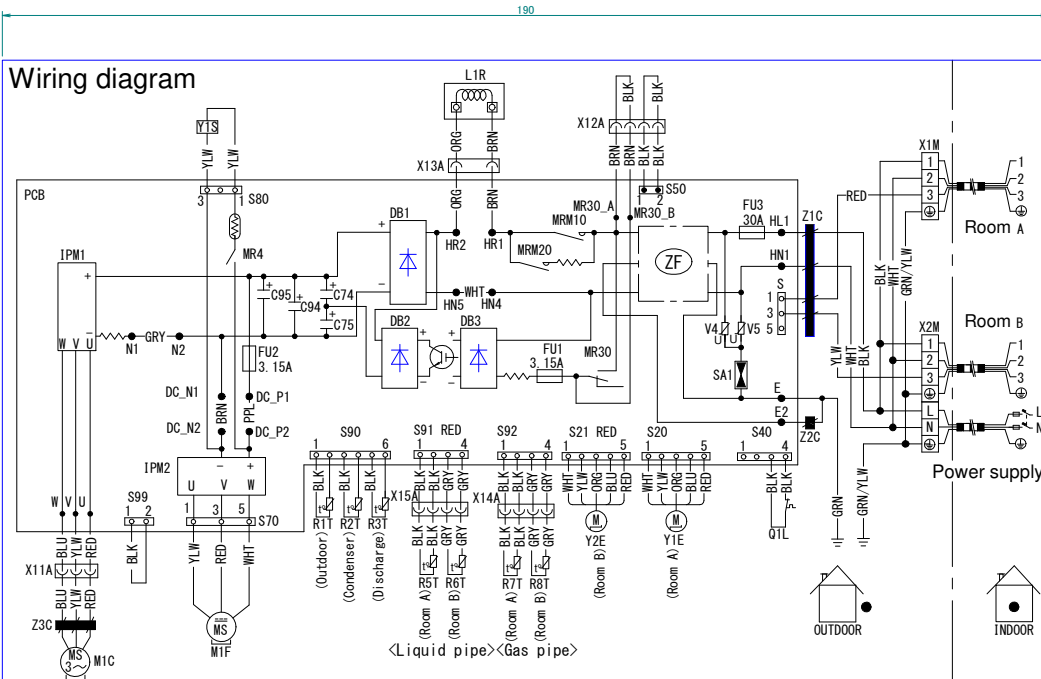 190
Wiring diagram
L1R
Y1S
YLW YLW
ORG BRN
X13A
X12A
BLK BLK
BRN BRN BLK BLK
PCB
3 1 S80
MR4
ORG BRN
HR2 HR1
DB1
MR30_A MR30_B
MRM10
MRM20
1 2 S50
ZF
FU3
30A
HL1
HN1
Z1C
S
1
3
5
RED
X1M
1
2
3
1
2
3
Room A
IPM1
+
-
W V U
C95
C94
C74
C75
+
-
WHT
HN5 HN4
DB2
+
-
DB3
+
-
FU1
3.15A
MR30
V4 V5
U U
SA1
E
E2
Z2C
N1 GRY N2
FU2
3.15A
DC_N1 DC_P1
BRN PPL
DC_N2 DC_P2
IPM2
- +
U V W
1 3 5 S70
YLW RED WHT
MS
M1F
BLK WHT GRN/YLW
YLW WHT BLK
X2M
1
2
3
L
N
Room B
1
2
3
L
N
Power supply
GRN GRN/YLW
W V U
S99
1 2
BLK
BLU YLW RED
X11A
BLU YLW RED
Z3C
MS
3~
M1C
S90
1 6
BLK BLK BLK
t° t° t°
R1T R2T R3T
(Outdoor) (Condenser) (Discharge)
S91 RED
1 4
BLK BLK GRY GRY
X15A
BLK GRY
t° t°
R5T R6T
(Room A) (Room B)
<Liquid pipe>
S92
1 4
BLK BLK GRY GRY
X14A
BLK GRY
t° t°
R7T R8T
(Room A) (Room B)
<Gas pipe>
S21 RED
1 5
WHT YLW ORG BLU RED
M
Y2E
(Room B)
S20
1 5
WHT YLW ORG BLU RED
M
Y1E
(Room A)
S40
1 4
BLK BLK
Q1L
OUTDOOR
INDOOR